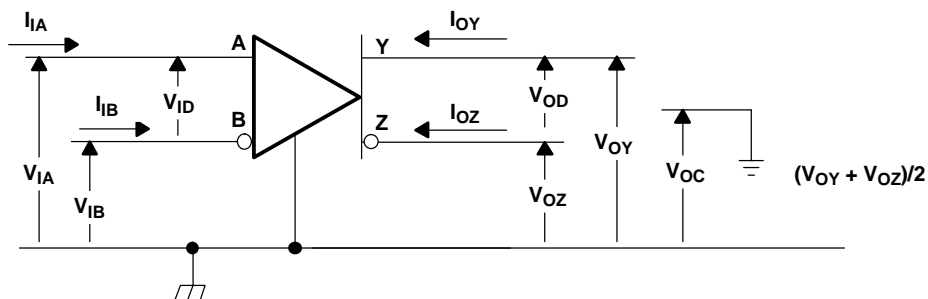 I_IA
A
Y
I_OY
I_IB
V_ID
B
Z
I_OZ
V_OD
V_OY
V_IA
V_IB
V_OZ
V_OC
(V_OY + V_OZ)/2